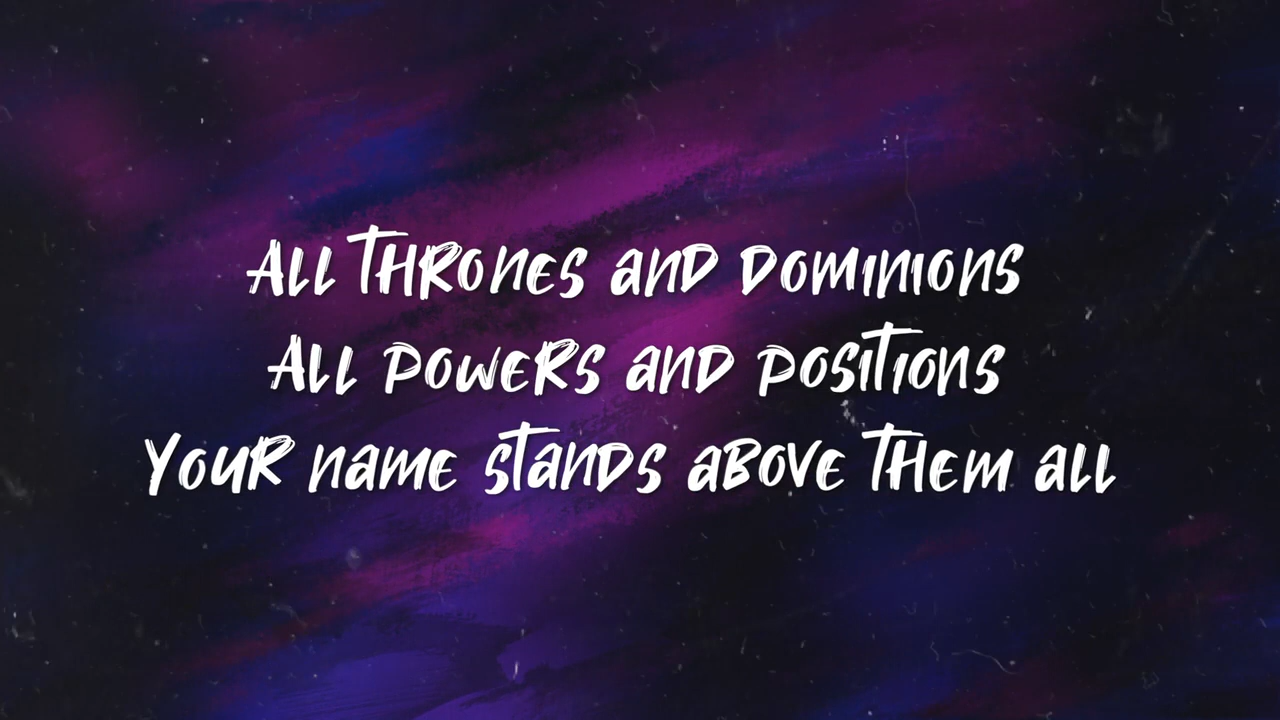 All thrones and dominions
All powers and positions
Your name stands above them all